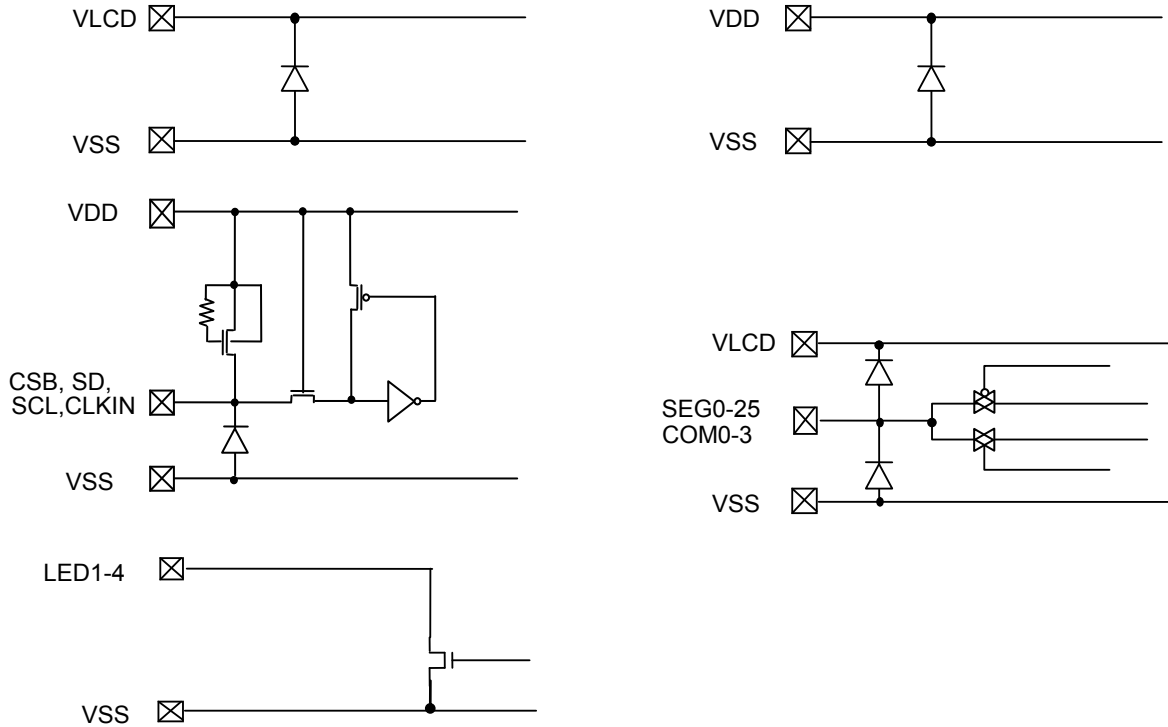 VLCD
VSS
VDD
VSS
VDD
CSB, SD,
SCL,CLKIN
VSS
VLCD
SEG0-25
COM0-3
VSS
LED1-4
VSS